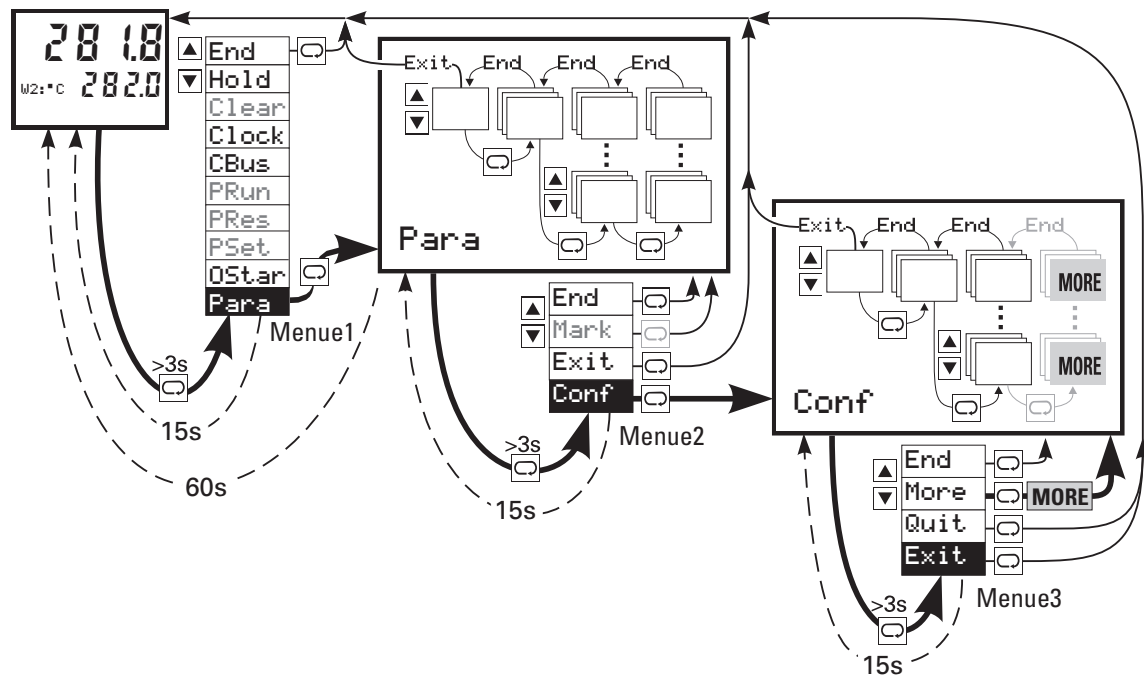 281.8
W2:°C 282.0
End
Hold
Clear
Clock
CBus
PRun
PRes
PSet
OStar
Para
Menue1
>3s
15s
60s
Exit
End
End
End
Para
End
Mark
Exit
Conf
Menue2
>3s
15s
Exit
End
End
End
MORE
MORE
Conf
End
More
MORE
Quit
Exit
Menue3
>3s
15s